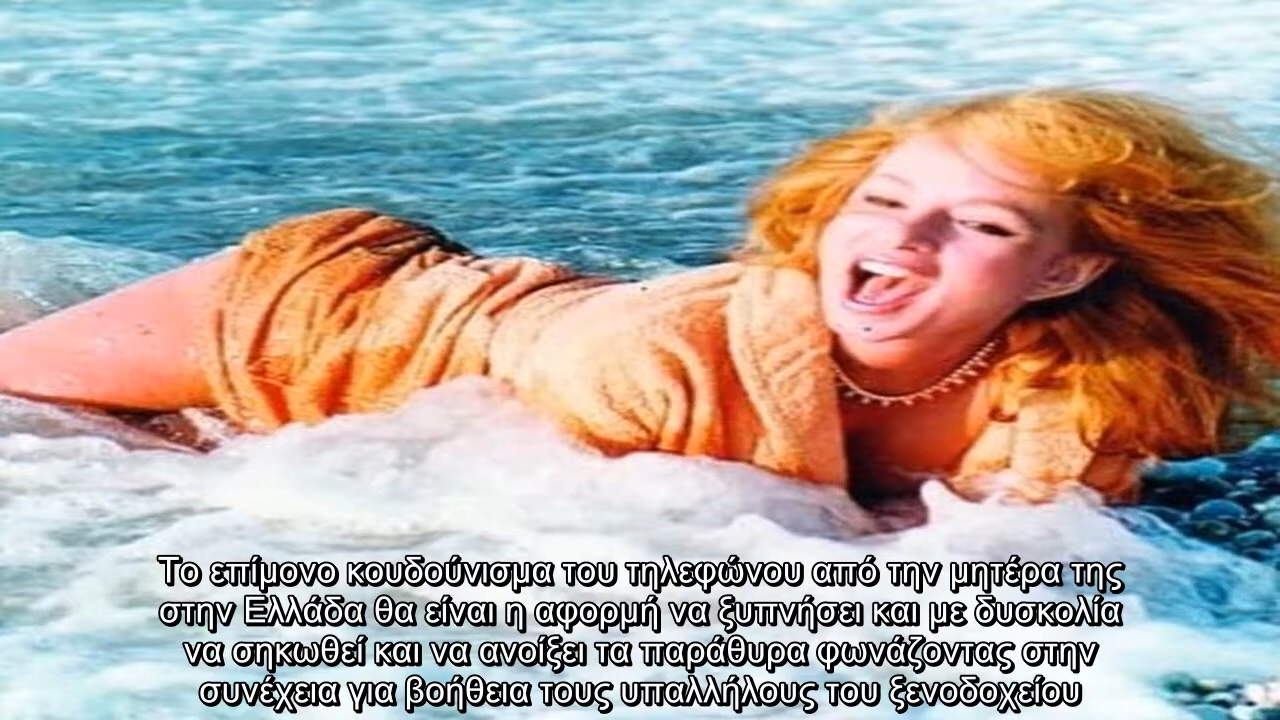 Το επίμονο κουδούνισμα του τηλεφώνου από την μητέρα της
στην Ελλάδα θα είναι η αφορμή να ξυπνήσει και με δυσκολία
να σηκωθεί και να ανοίξει τα παράθυρα φωνάζοντας στην
συνέχεια για βοήθεια τους υπαλλήλους του ξενοδοχείου